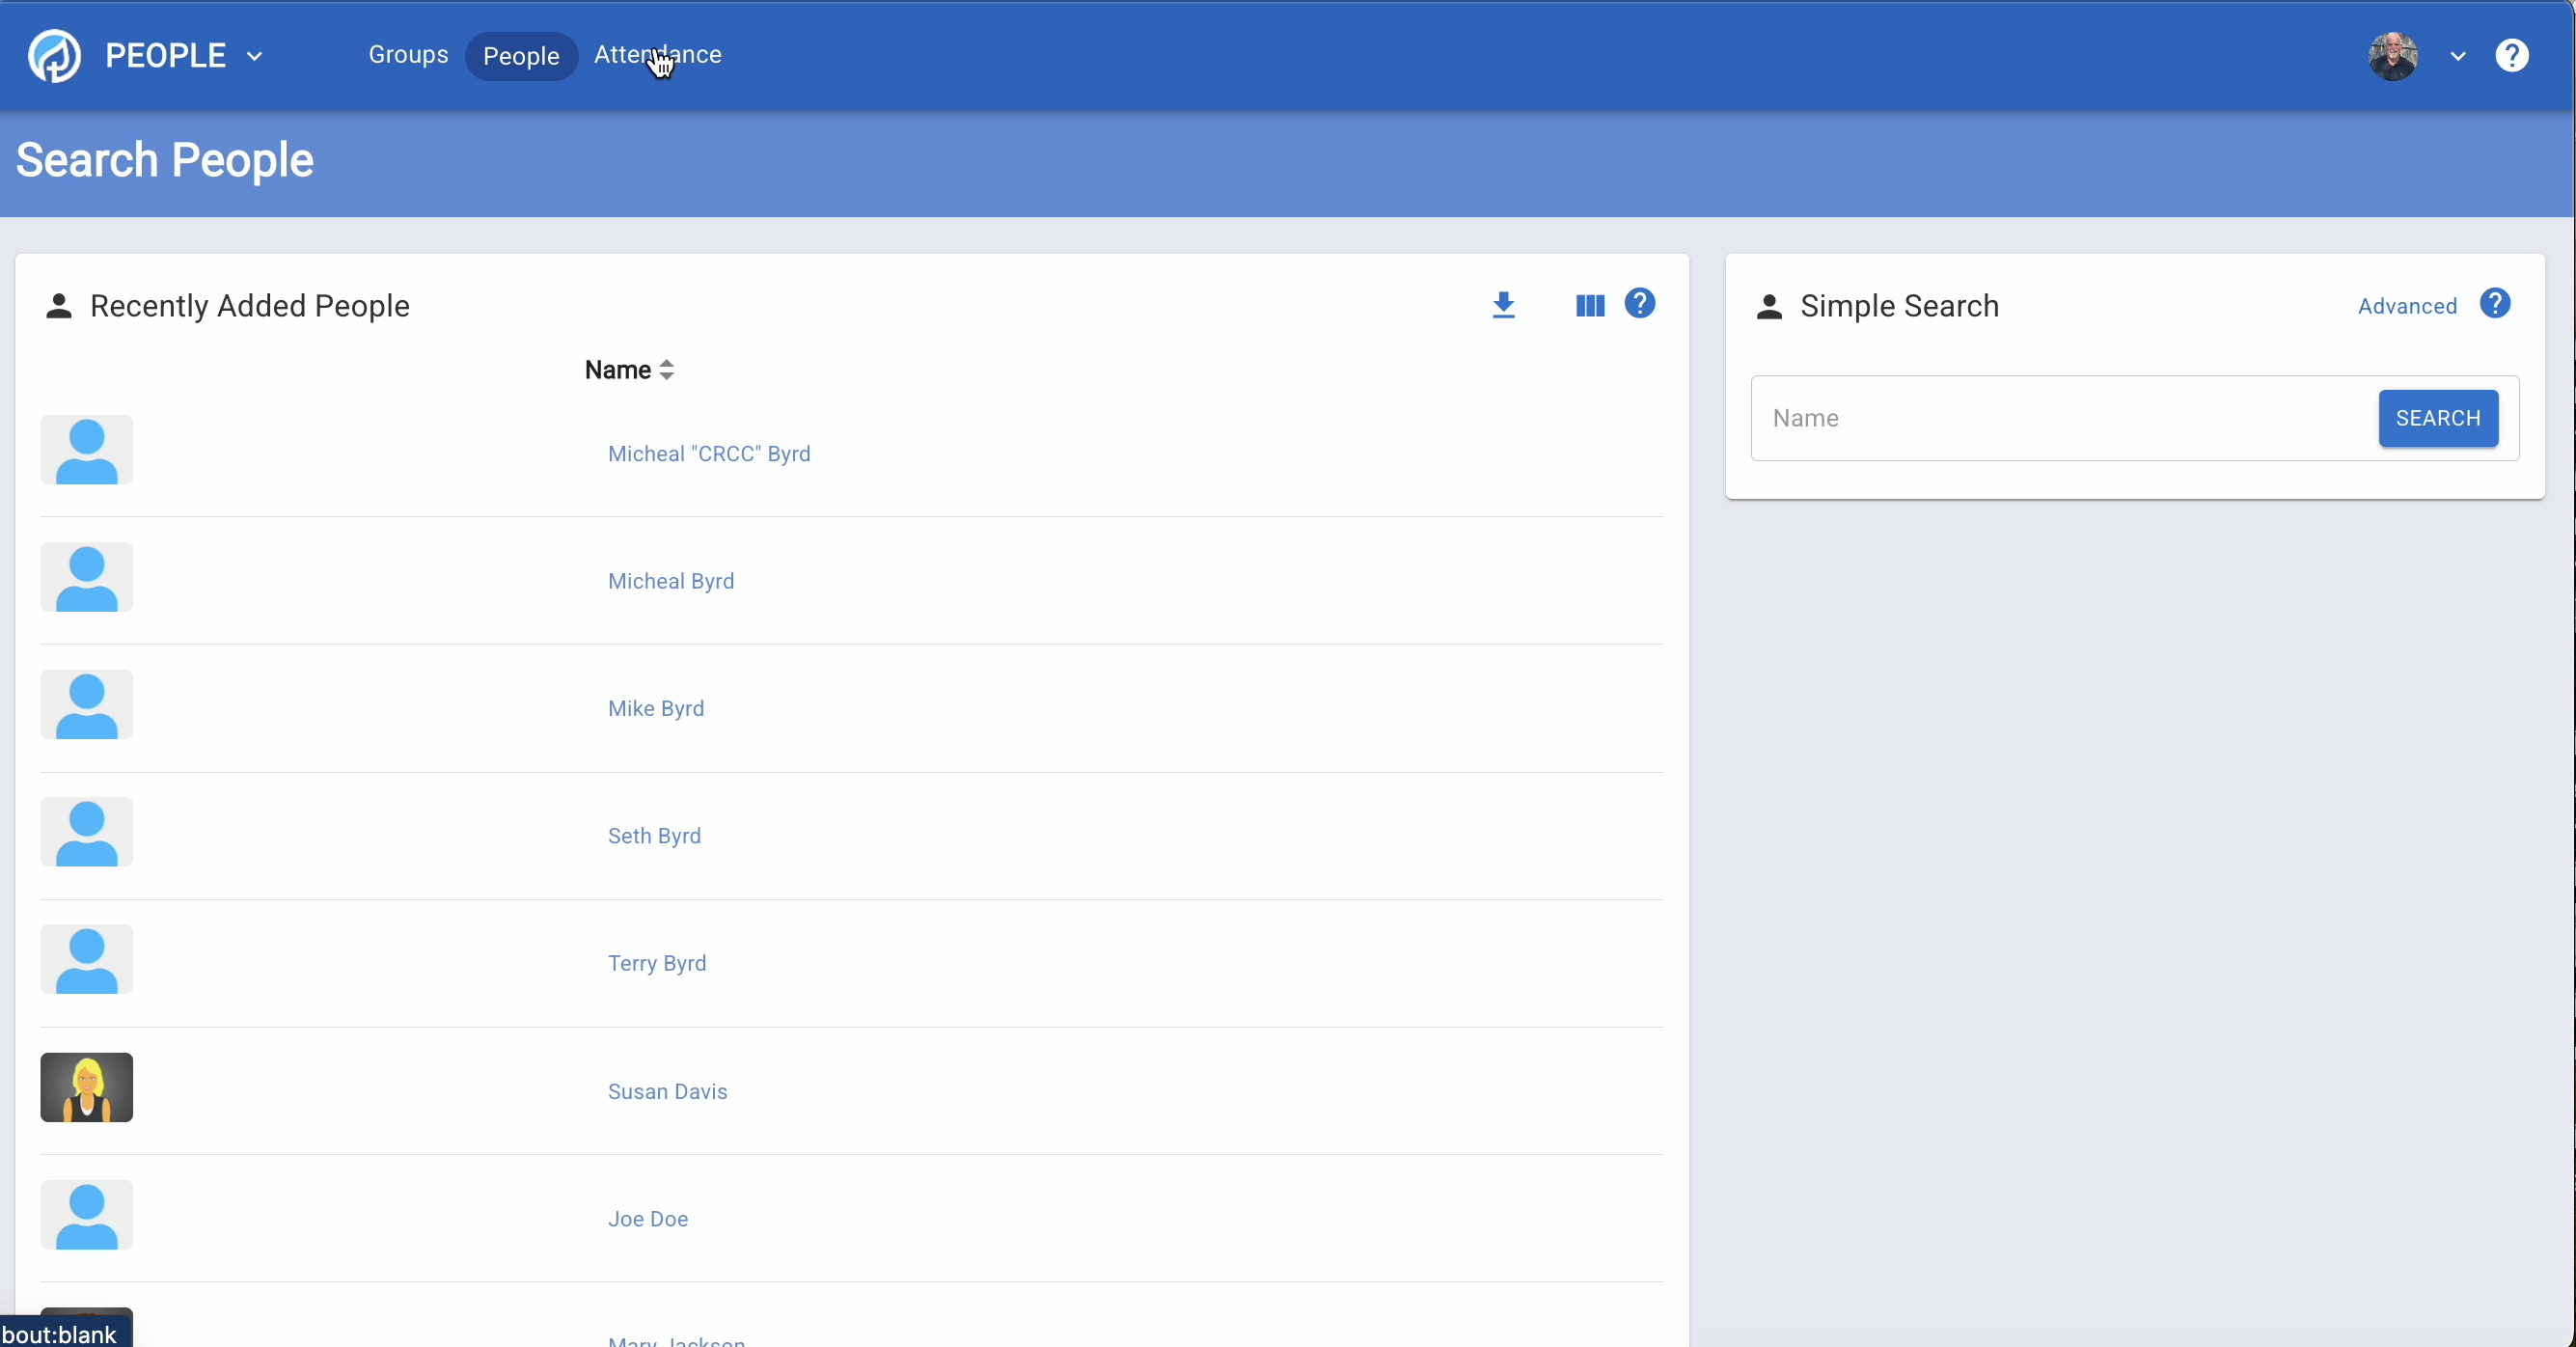 PEOPLE Groups People Attendance
Search People
Recently Added People
Name
Micheal "CRCC" Byrd
Micheal Byrd
Mike Byrd
Seth Byrd
Terry Byrd
Susan Davis
Joe Doe
Mary Jackson
Simple Search Advanced
Name SEARCH
bout:blank